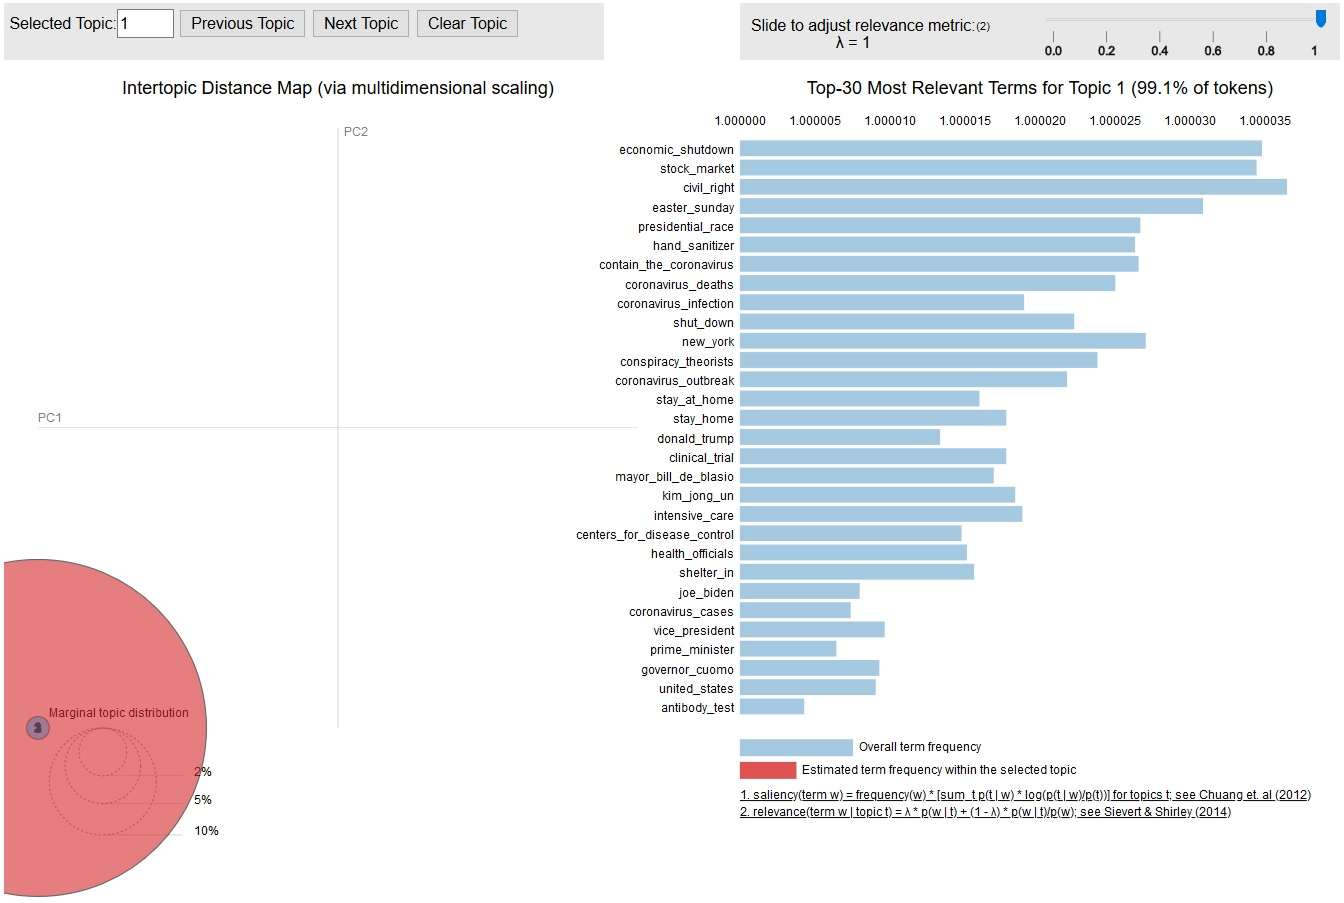 Selected Topic: 1 Previous Topic Next Topic Clear Topic
Slide to adjust relevance metric:(2)
λ = 1
0.0 0.2 0.4 0.6 0.8 1
Intertopic Distance Map (via multidimensional scaling)
PC2
PC1
Marginal topic distribution
2%
5%
10%
Top-30 Most Relevant Terms for Topic 1 (99.1% of tokens)
1.000000 1.000005 1.000010 1.000015 1.000020 1.000025 1.000030 1.000035
economic_shutdown
stock_market
civil_right
easter_sunday
presidential_race
hand_sanitizer
contain_the_coronavirus
coronavirus_deaths
coronavirus_infection
shut_down
new_york
conspiracy_theorists
coronavirus_outbreak
stay_at_home
stay_home
donald_trump
clinical_trial
mayor_bill_de_blasio
kim_jong_un
intensive_care
centers_for_disease_control
health_officials
shelter_in
joe_biden
coronavirus_cases
vice_president
prime_minister
governor_cuomo
united_states
antibody_test
Overall term frequency
Estimated term frequency within the selected topic
1. saliency(term w) = frequency(w) * [sum_t p(t | w) * log(p(t | w)/p(t))] for topics t; see Chuang et. al (2012)
2. relevance(term w | topic t) = λ * p(w | t) + (1 - λ) * p(w | t)/p(w); see Sievert & Shirley (2014)